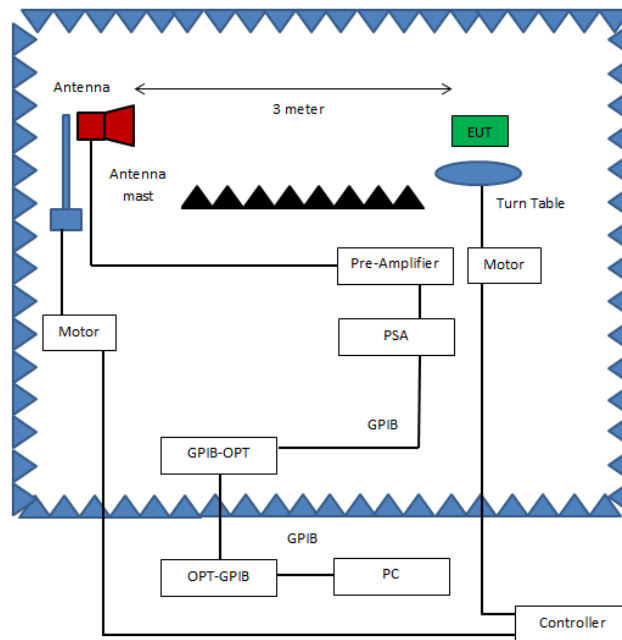 Antenna
3 meter
EUT
Antenna
mast
Turn Table
Pre-Amplifier
Motor
Motor
PSA
GPIB
GPIB-OPT
GPIB
OPT-GPIB
PC
Controller